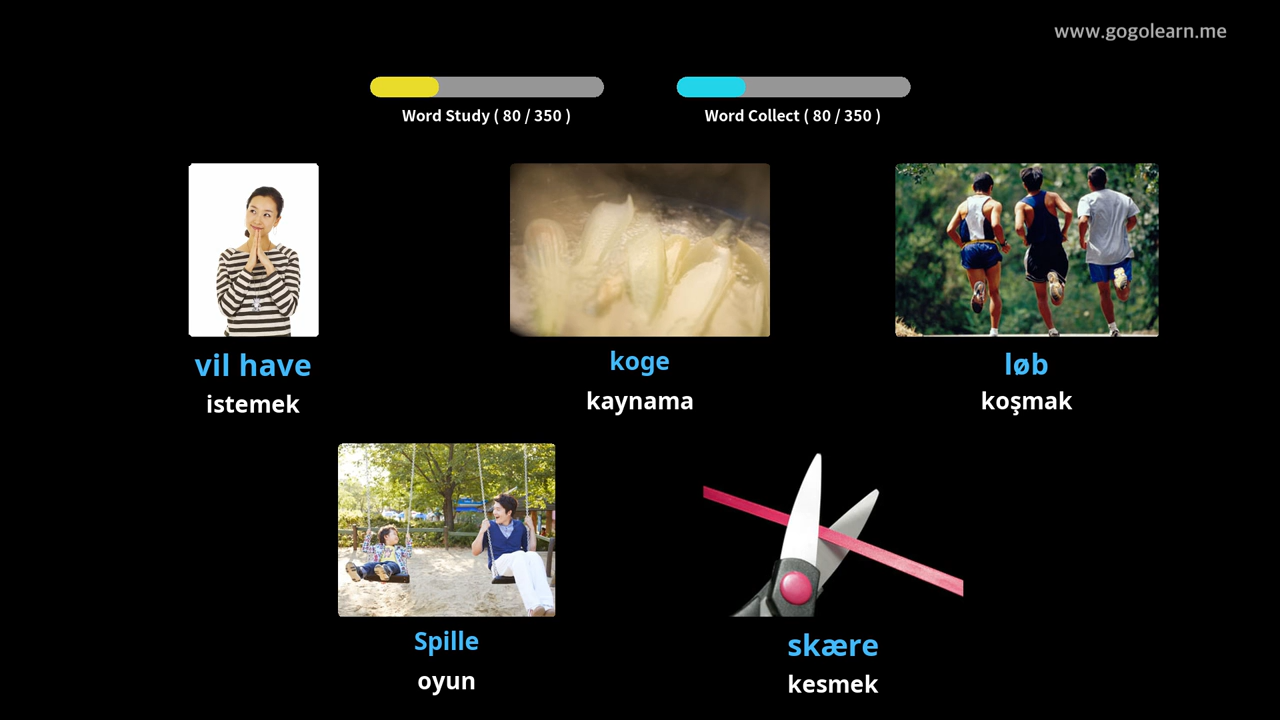 www.gogolearn.me
Word Study ( 80 / 350 )
Word Collect ( 80 / 350 )
vil have
istemek
koge
kaynama
løb
koşmak
Spille
oyun
skære
kesmek